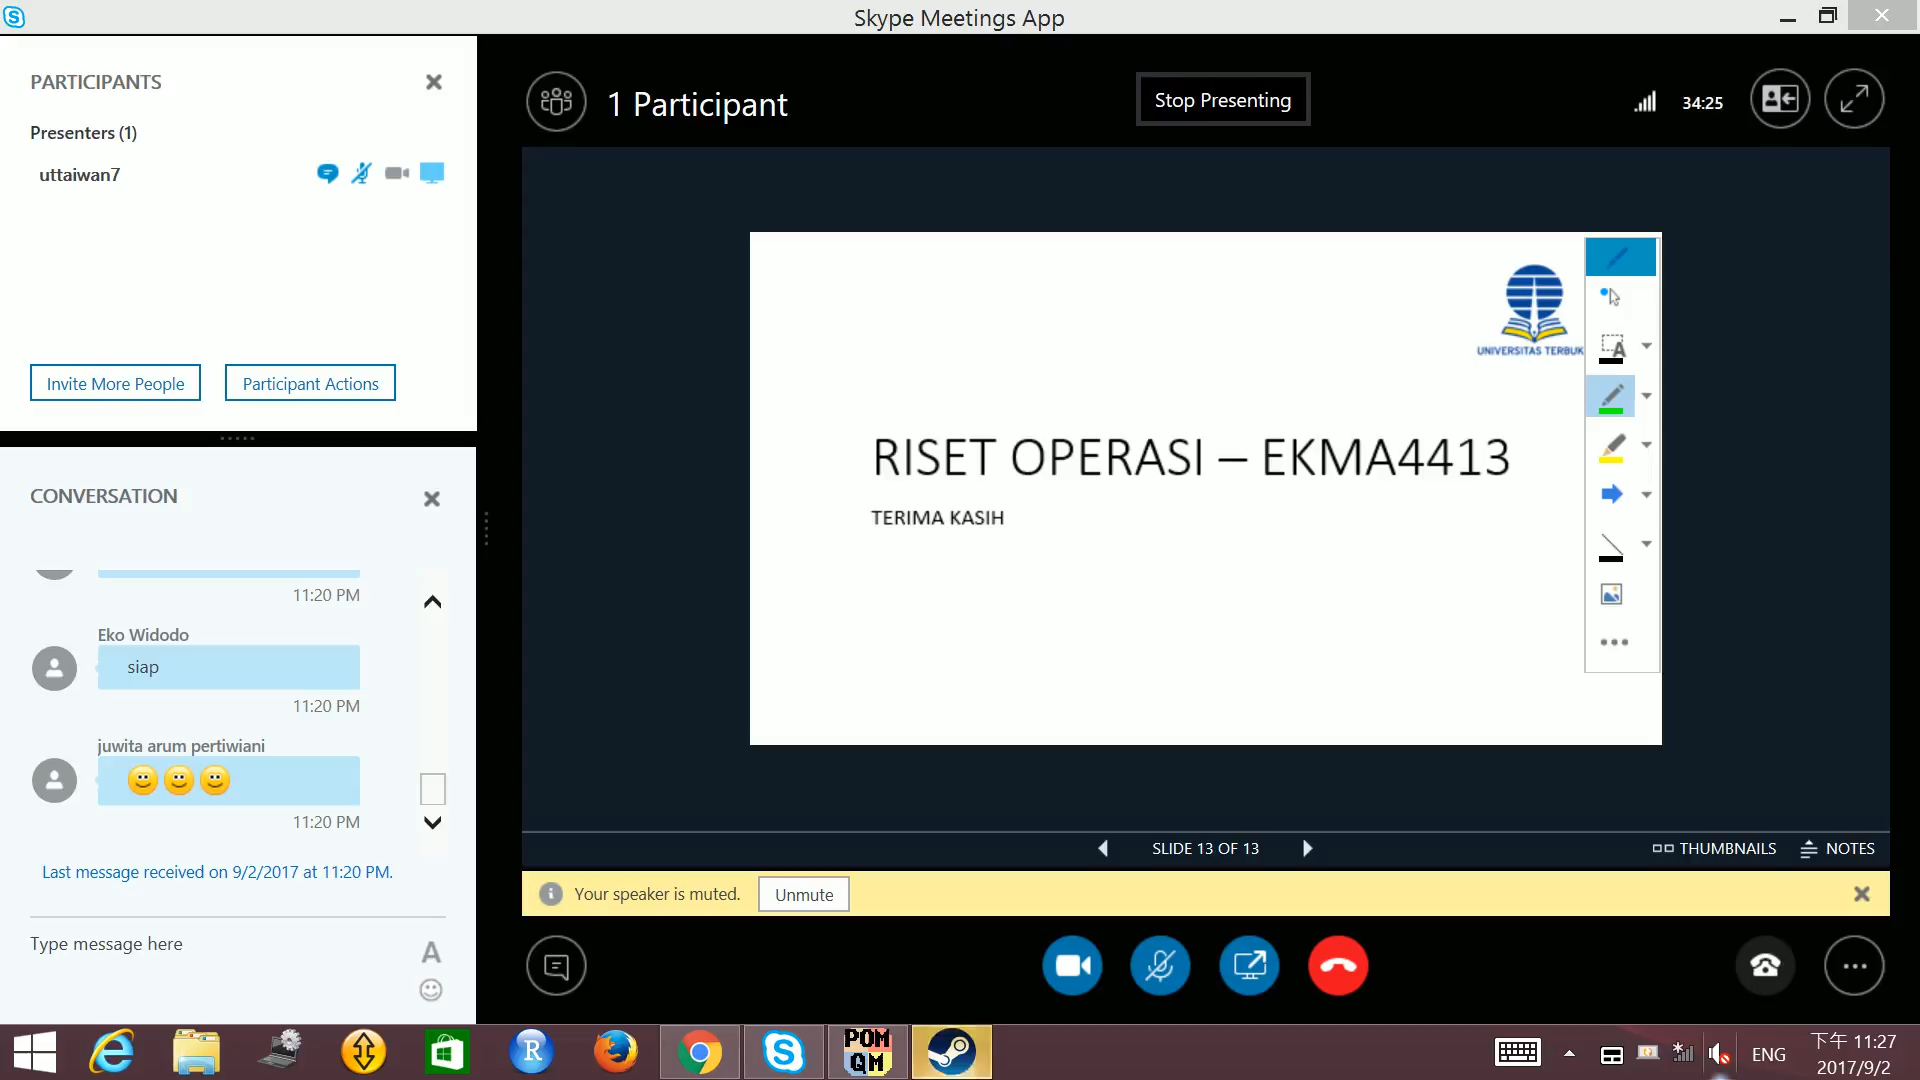 Skype Meetings App
PARTICIPANTS
Presenters (1)
uttaiwan7
Invite More People
Participant Actions
CONVERSATION
11:20 PM
Eko Widodo
siap
11:20 PM
juwita arum pertiwiani
11:20 PM
Last message received on 9/2/2017 at 11:20 PM.
Type message here
A
1 Participant
Stop Presenting
34:25
UNIVERSITAS TERBUK
RISET OPERASI – EKMA4413
TERIMA KASIH
A
SLIDE 13 OF 13
THUMBNAILS
NOTES
Your speaker is muted.
Unmute
R
POM
QM
ENG
下午 11:27
2017/9/2